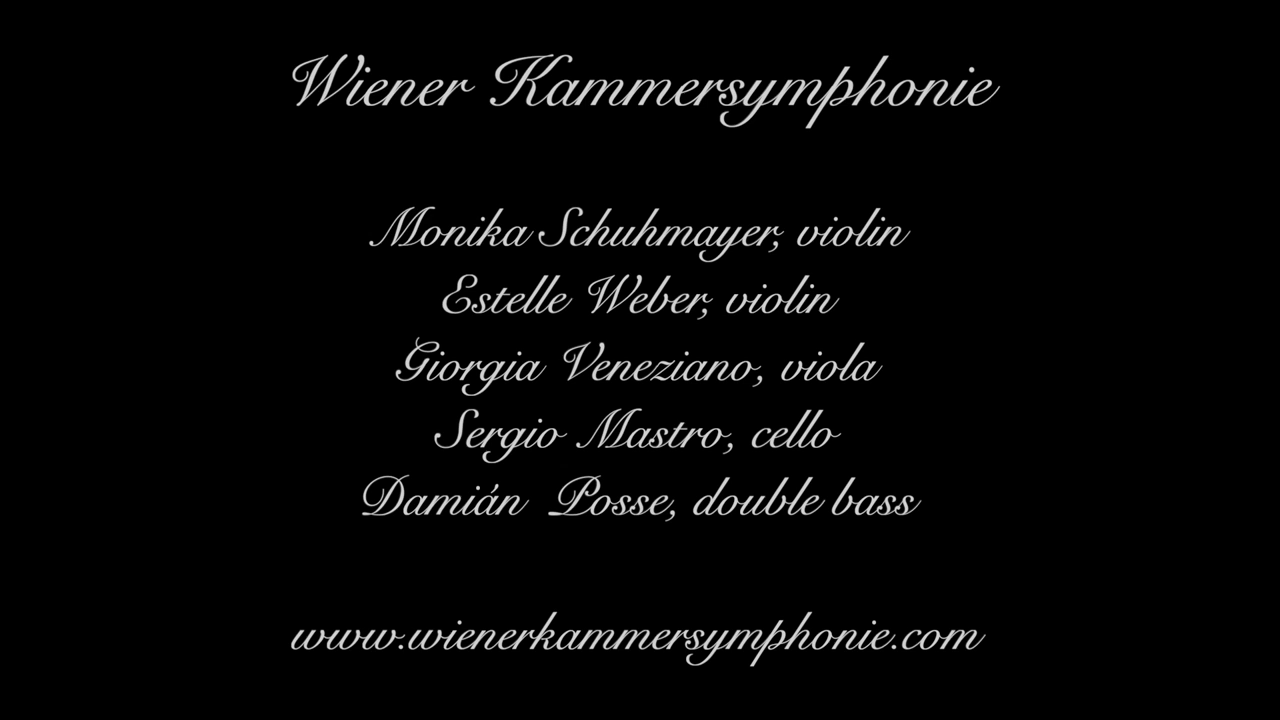 Wiener Kammersymphonie
Monika Schuhmayer, violin
Estelle Weber, violin
Giorgia Veneziano, viola
Sergio Mastro, cello
Damián Posse, double bass
www.wienerkammersymphonie.com